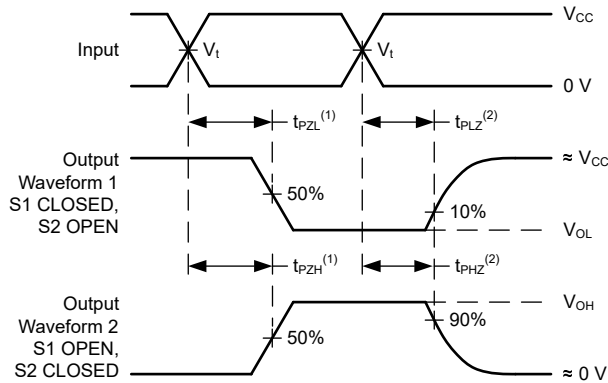 V_CC
Input
V_t
V_t
0 V
t_PZL^(1)
t_PLZ^(2)
Output
Waveform 1
S1 CLOSED,
S2 OPEN
≈ V_CC
50%
10%
V_OL
t_PZH^(1)
t_PHZ^(2)
Output
Waveform 2
S1 OPEN,
S2 CLOSED
V_OH
90%
50%
≈ 0 V